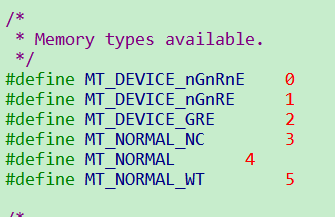 /*
 * Memory types available.
 */
#define MT_DEVICE_nGnRnE 0
#define MT_DEVICE_nGnRE 1
#define MT_DEVICE_GRE 2
#define MT_NORMAL_NC 3
#define MT_NORMAL 4
#define MT_NORMAL_WT 5
/*